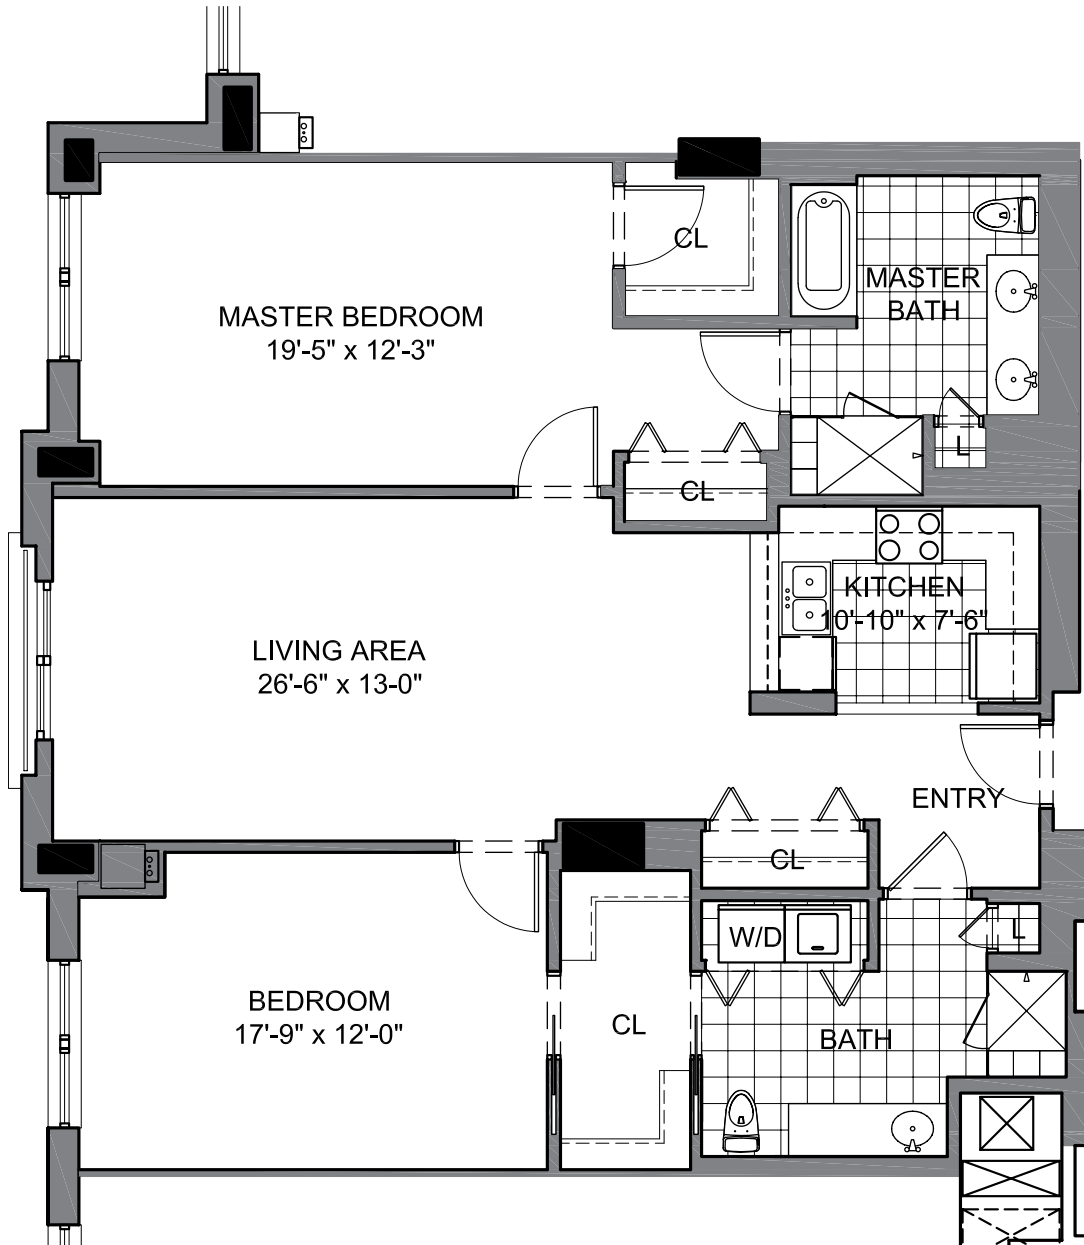 CL
MASTER
BATH
MASTER BEDROOM
19'-5" x 12'-3"
L
CL
KITCHEN
10'-10" x 7'-6"
LIVING AREA
26'-6" x 13-0"
ENTRY
CL
W/D
L
BEDROOM
17'-9" x 12'-0"
CL
BATH